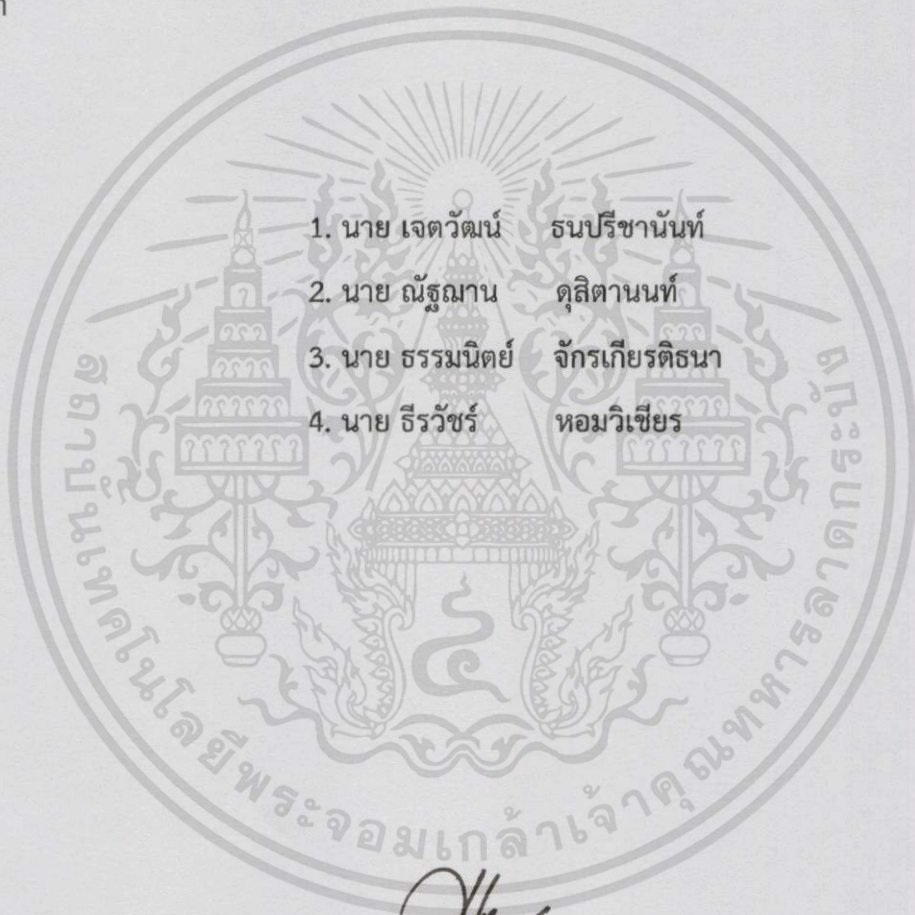 1. นาย เจตวัฒน์ ธนปรีชานันท์
2. นาย ณัฐฌาน ดุสิตานนท์
3. นาย ธรรมนิตย์ จักรเกียรติธนา
4. นาย ธีรวัชร์ หอมวิเชียร
๔
สถาบันเทคโนโลยีพระจอมเกล้าเจ้าคุณทหารลาดกระบัง